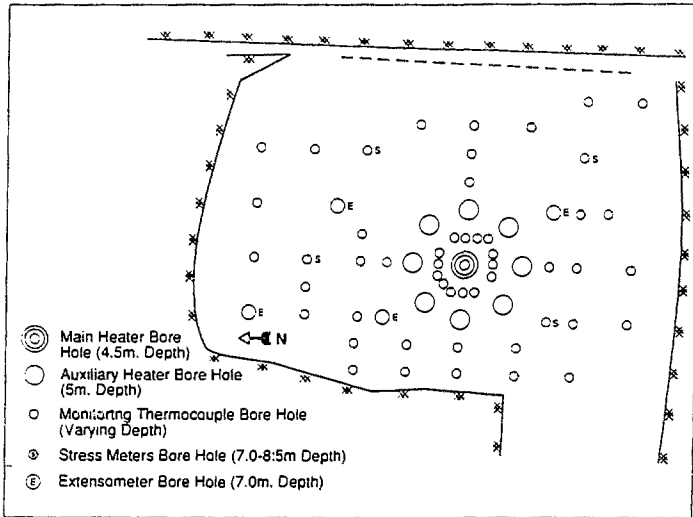 S
S
E
E
S
E
E
S
N
Main Heater Bore
Hole (4.5m. Depth)
Auxiliary Heater Bore Hole
(5m. Depth)
Monitoring Thermocouple Bore Hole
(Varying Depth)
Stress Meters Bore Hole (7.0-8:5m Depth)
E Extensometer Bore Hole (7.0m. Depth)